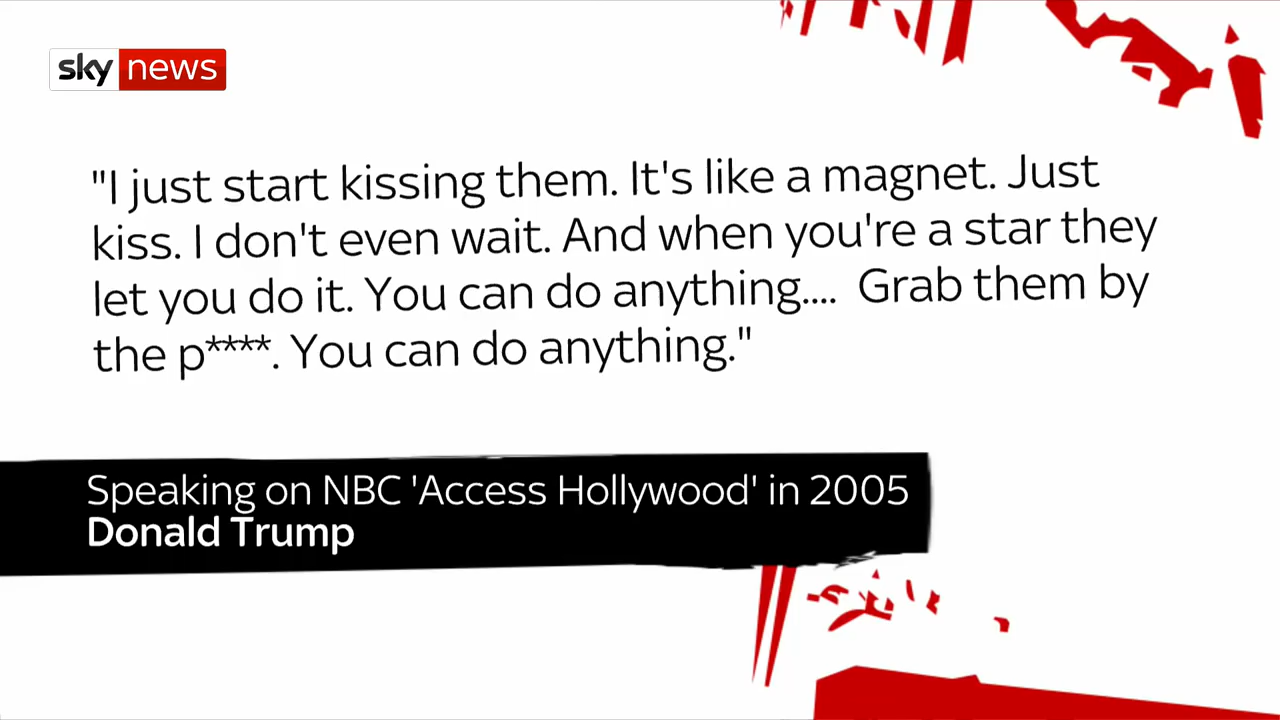 sky news
"I just start kissing them. It's like a magnet. Just
kiss. I don't even wait. And when you're a star they
let you do it. You can do anything.... Grab them by
the p****. You can do anything."
Speaking on NBC 'Access Hollywood' in 2005
Donald Trump